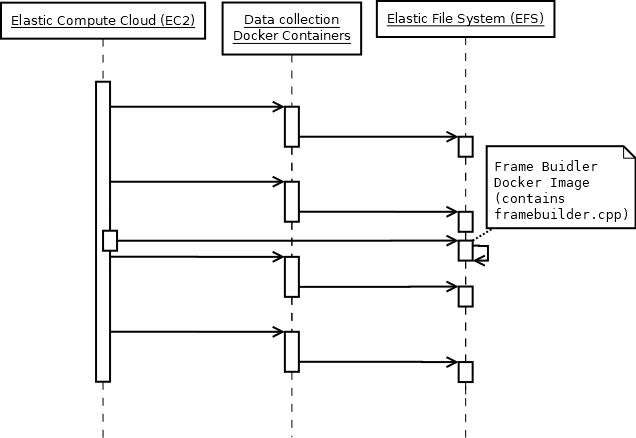 Elastic Compute Cloud (EC2)
Data collection
Docker Containers
Elastic File System (EFS)
Frame Buidler
Docker Image
(contains
framebuilder.cpp)